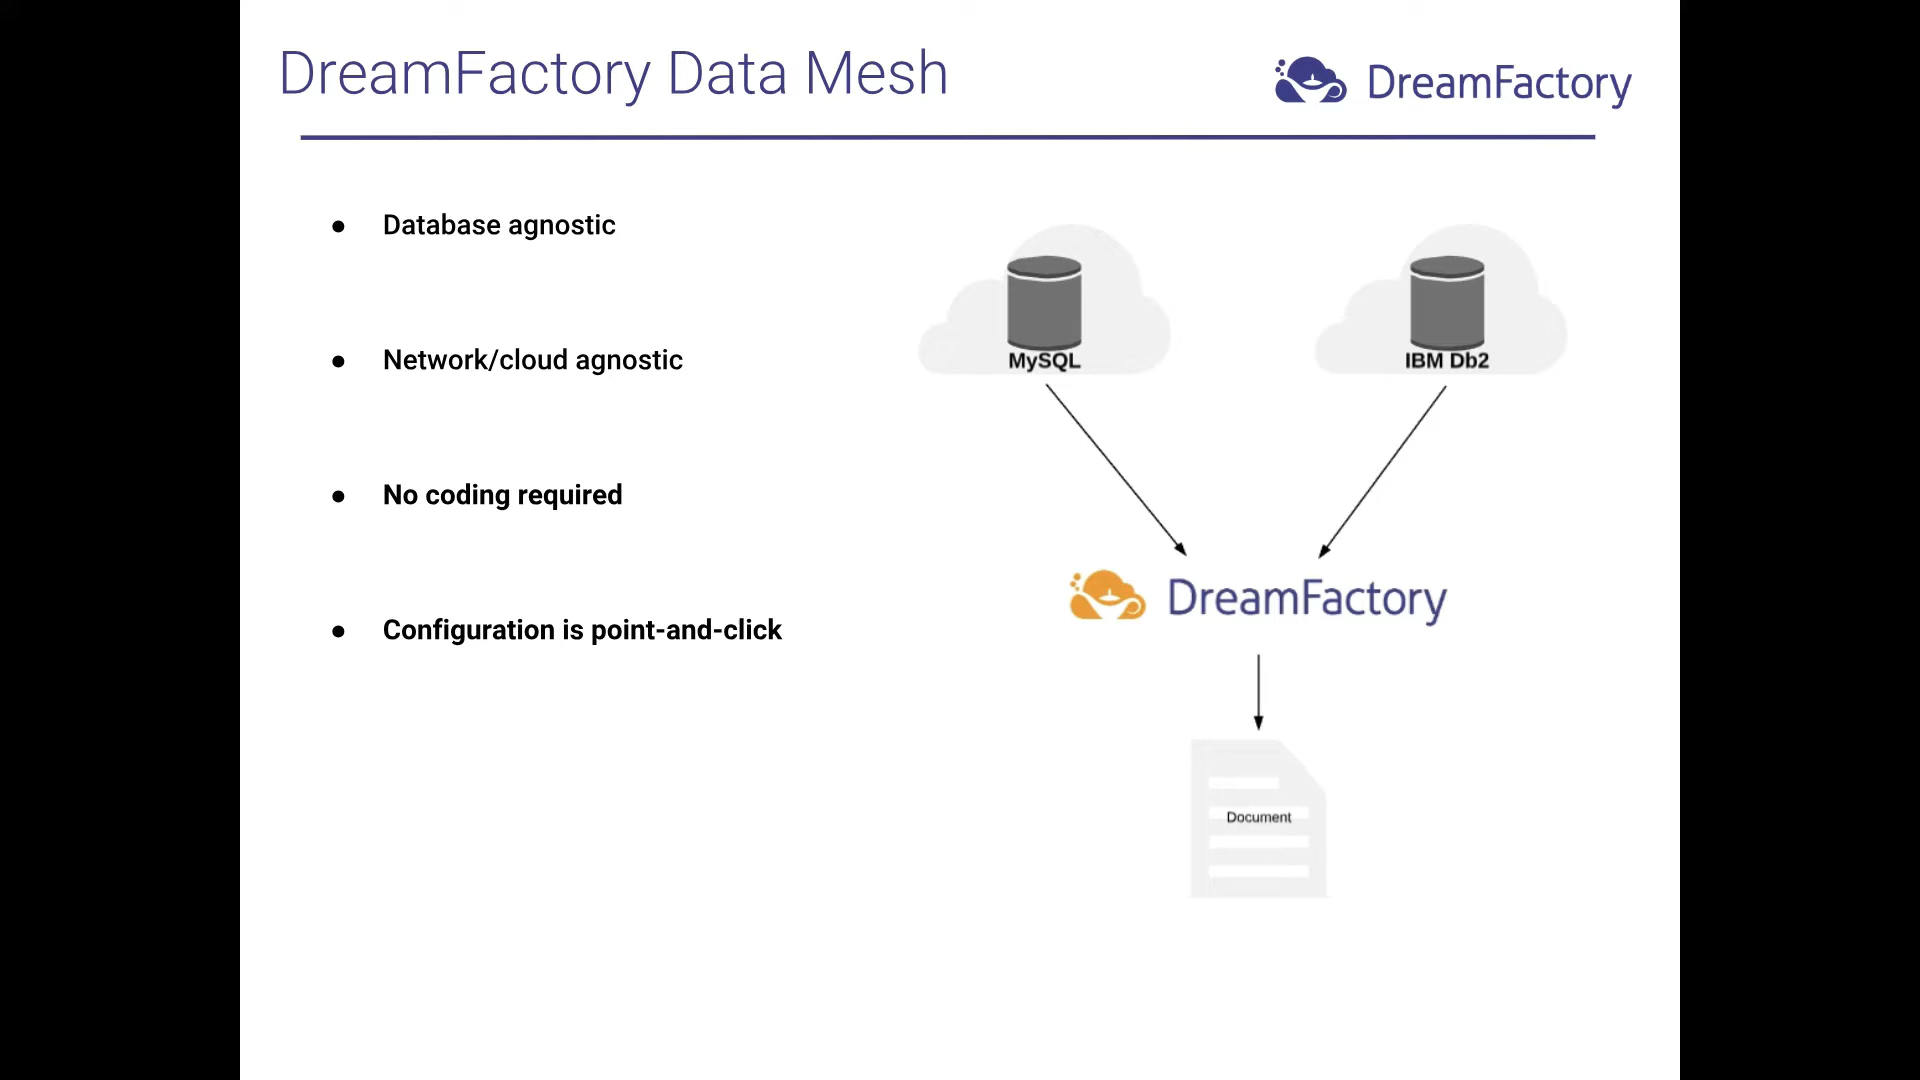 DreamFactory Data Mesh
DreamFactory
● Database agnostic
● Network/cloud agnostic
● No coding required
● Configuration is point-and-click
MySQL
IBM Db2
DreamFactory
Document